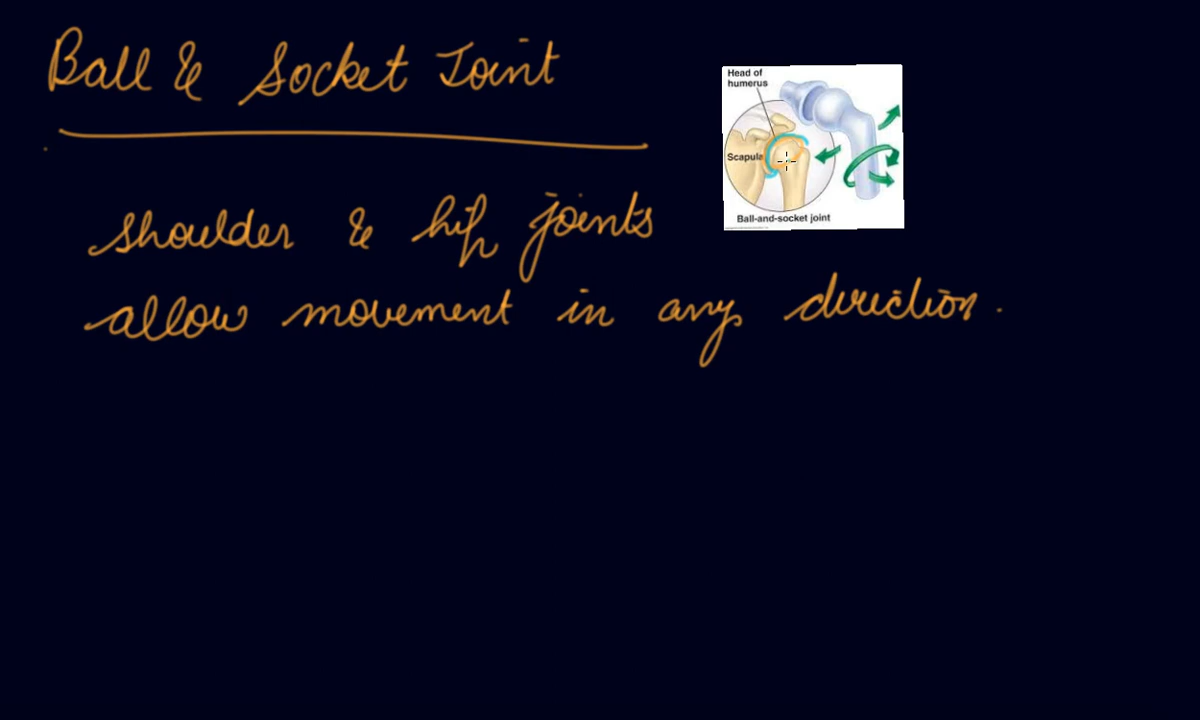 Ball & Socket Joint
Head of
humerus
Scapula
Ball-and-socket joint
shoulder & hip joints
allow movement in any direction.